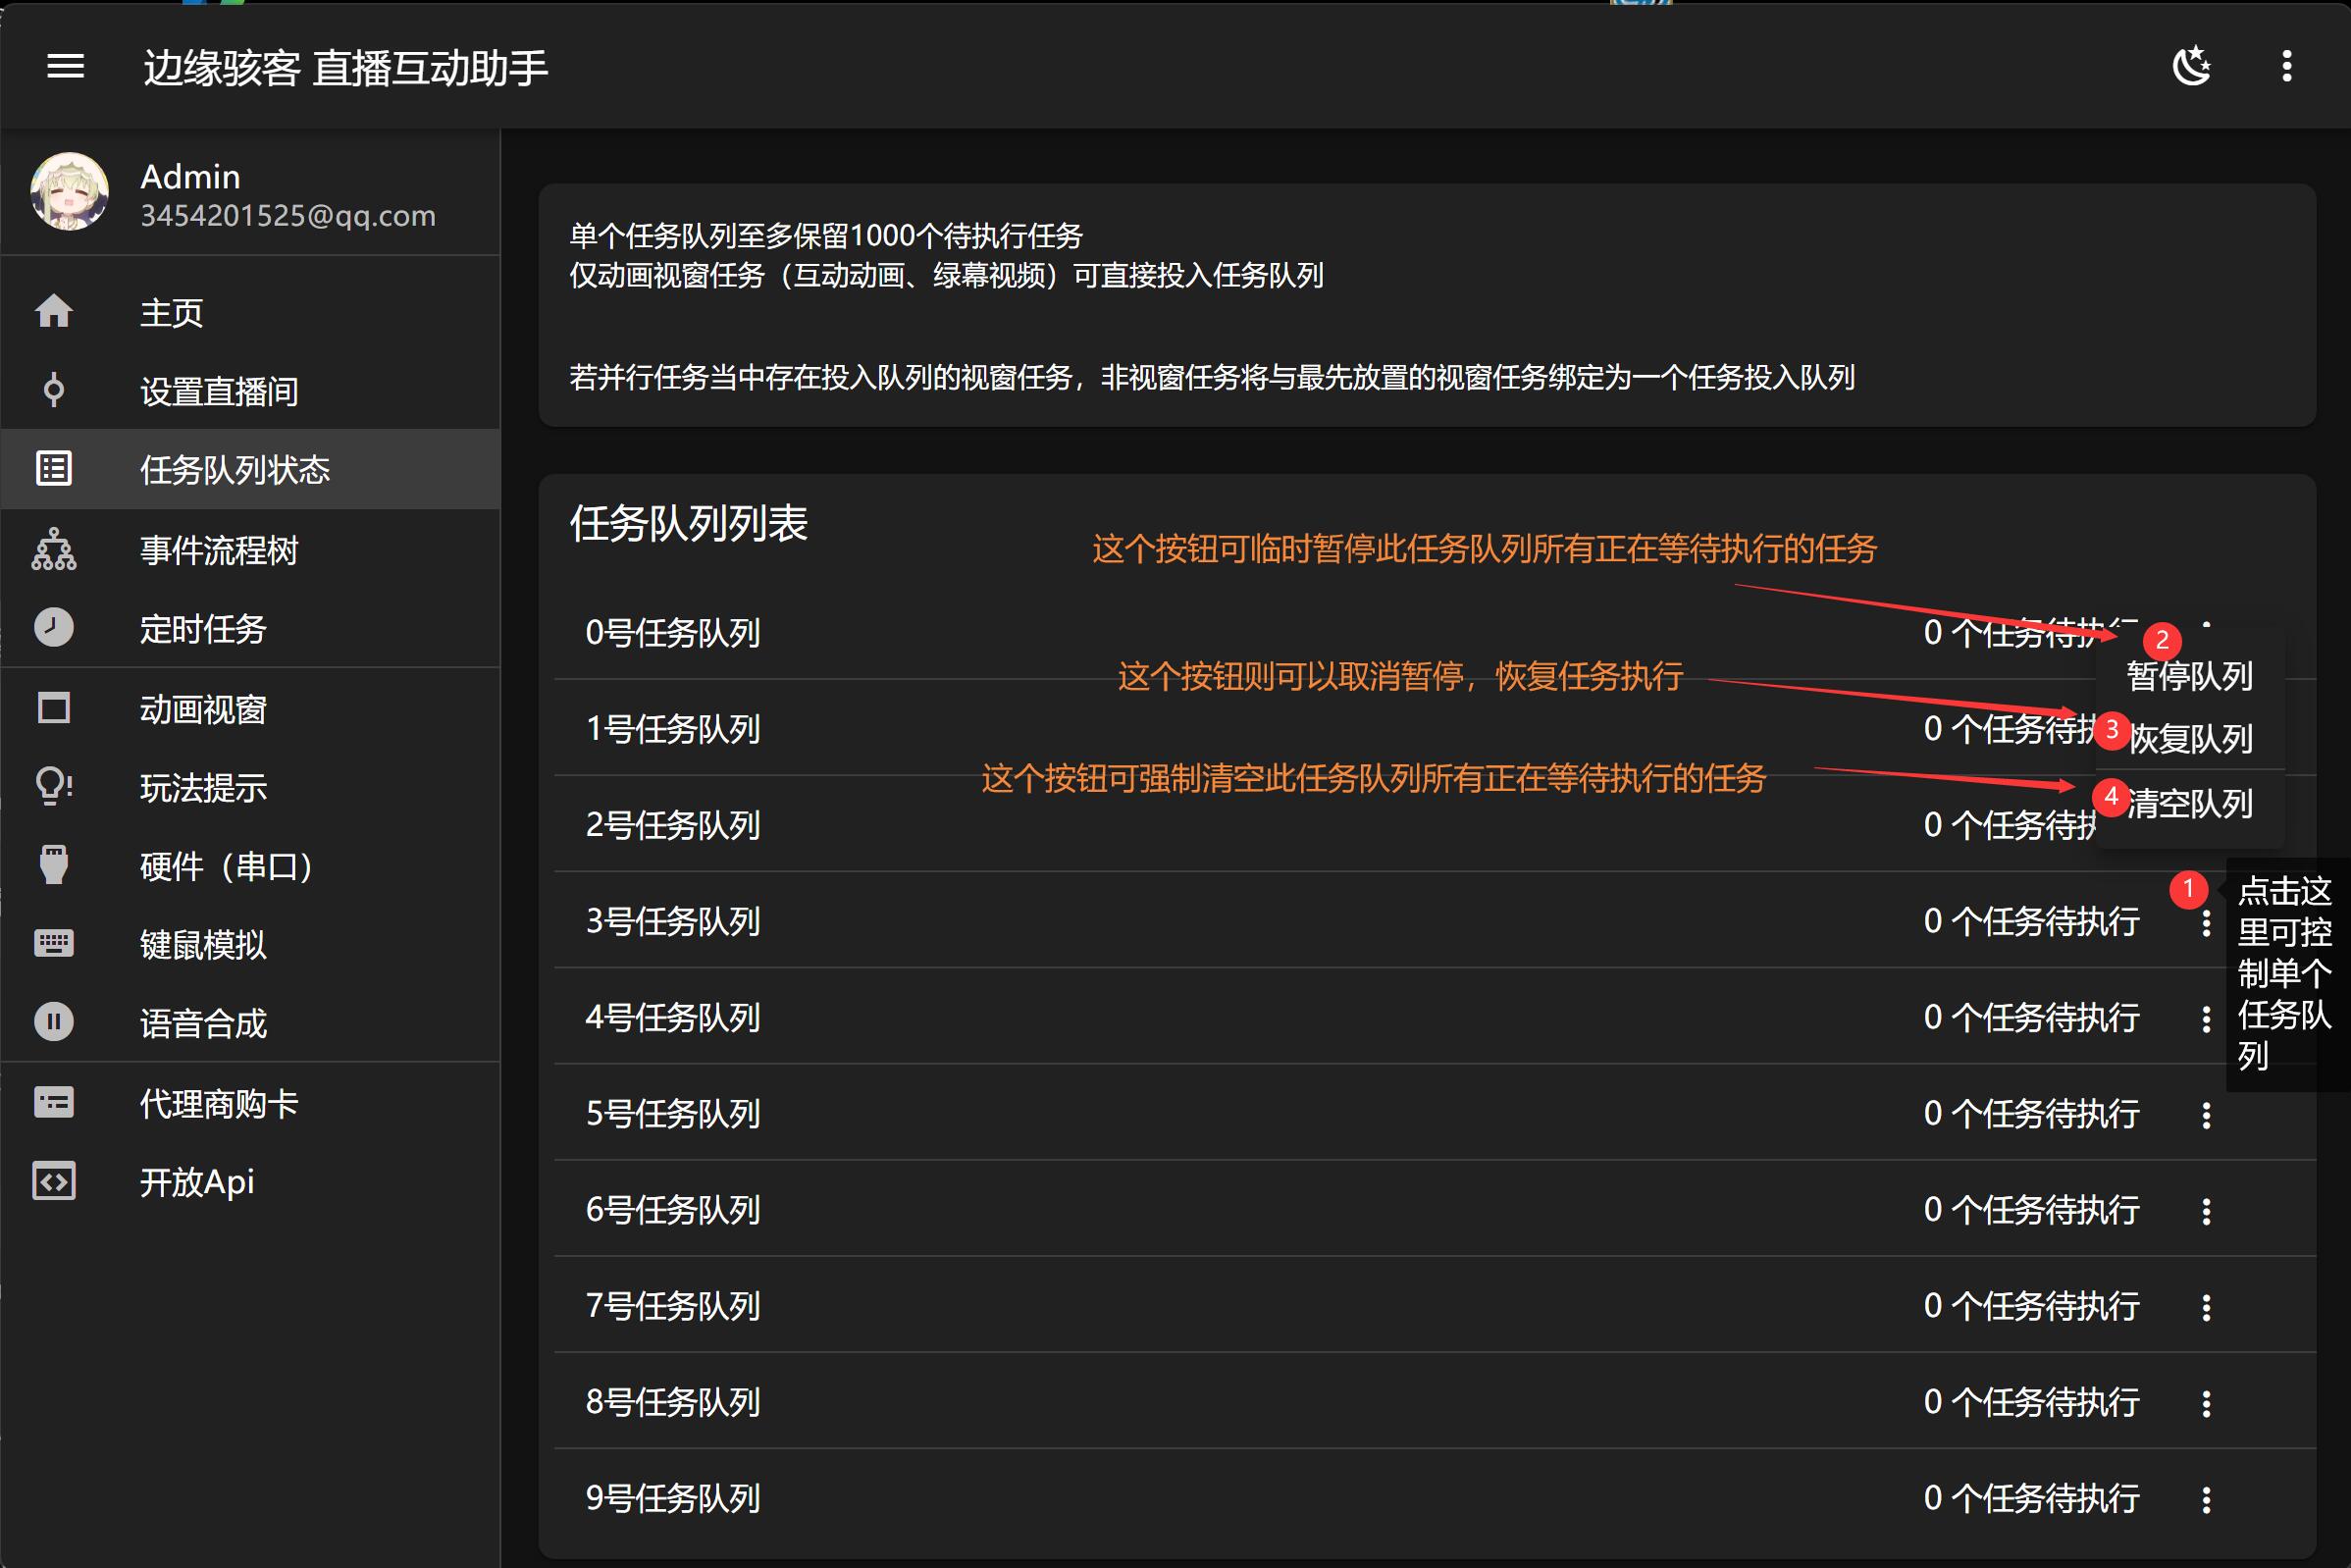 边缘骇客 直播互动助手
Admin
3454201525@qq.com
主页
设置直播间
任务队列状态
事件流程树
定时任务
动画视窗
玩法提示
硬件（串口）
键鼠模拟
语音合成
代理商购卡
开放Api
单个任务队列至多保留1000个待执行任务
仅动画视窗任务（互动动画、绿幕视频）可直接投入任务队列
若并行任务当中存在投入队列的视窗任务，非视窗任务将与最先放置的视窗任务绑定为一个任务投入队列
任务队列列表
这个按钮可临时暂停此任务队列所有正在等待执行的任务
0号任务队列
0 个任务待执行
2
暂停队列
这个按钮则可以取消暂停，恢复任务执行
1号任务队列
0 个任务待执
3
恢复队列
这个按钮可强制清空此任务队列所有正在等待执行的任务
4
清空队列
2号任务队列
0 个任务待执
1
点击这
里可控
制单个
任务队
列
3号任务队列
0 个任务待执行
4号任务队列
0 个任务待执行
5号任务队列
0 个任务待执行
6号任务队列
0 个任务待执行
7号任务队列
0 个任务待执行
8号任务队列
0 个任务待执行
9号任务队列
0 个任务待执行